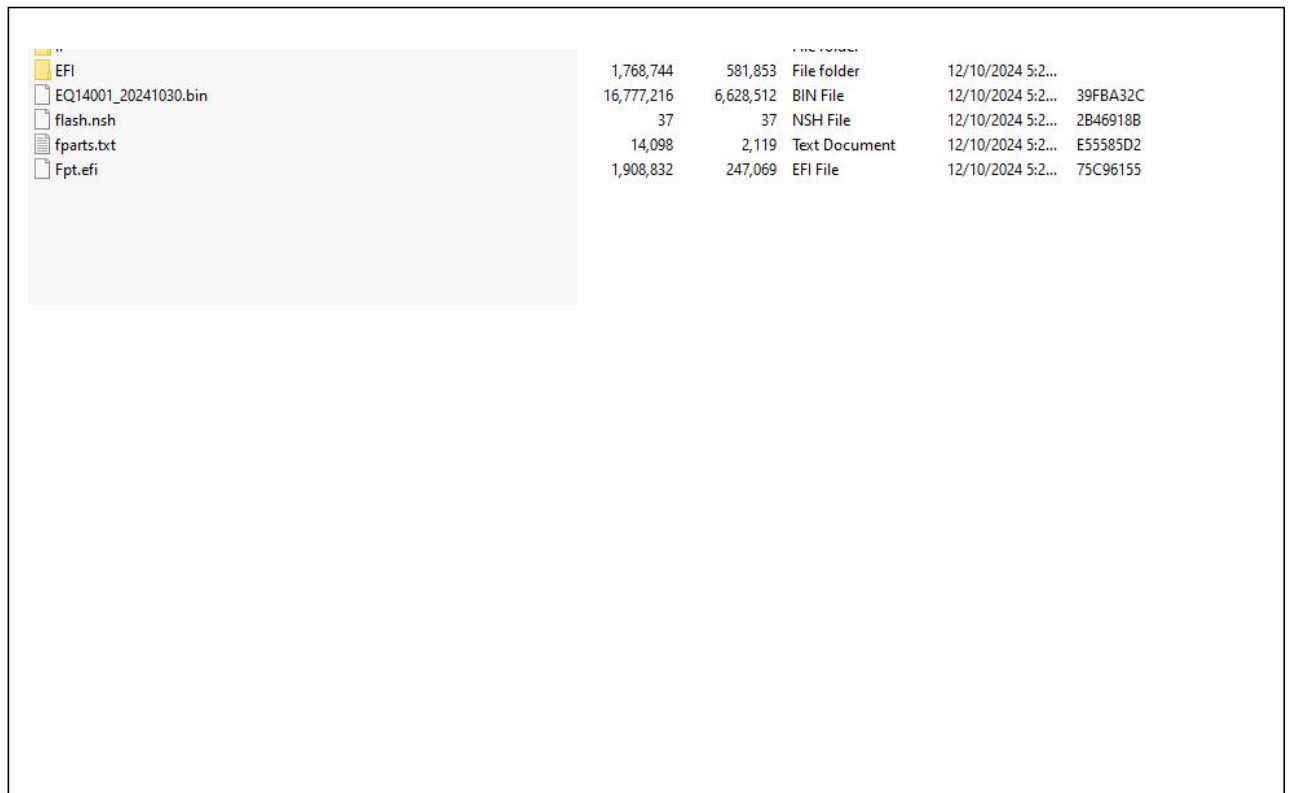 ..
EFI 1,768,744 581,853 File folder 12/10/2024 5:2...
EQ14001_20241030.bin 16,777,216 6,628,512 BIN File 12/10/2024 5:2... 39FBA32C
flash.nsh 37 37 NSH File 12/10/2024 5:2... 2B46918B
fparts.txt 14,098 2,119 Text Document 12/10/2024 5:2... E55585D2
Fpt.efi 1,908,832 247,069 EFI File 12/10/2024 5:2... 75C96155